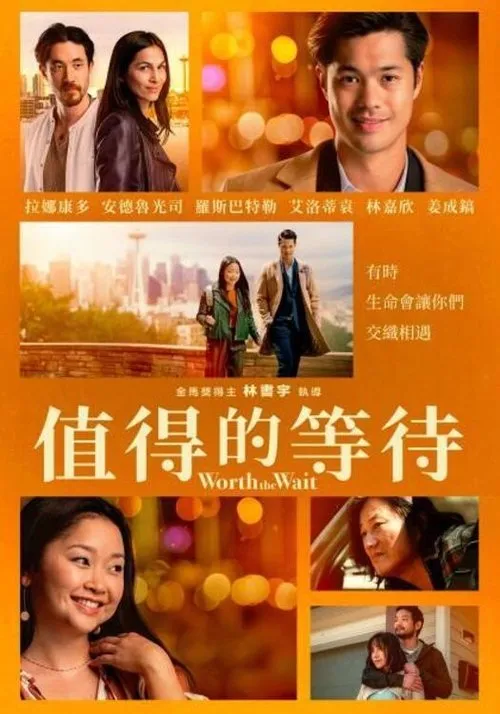 拉娜康多 安德魯光司 羅斯巴特勒 艾洛蒂袁 林嘉欣 姜成鎬
有時
生命會讓你們
交織相遇
金馬獎得主 林書宇 執導
值得的等待
Worth the Wait